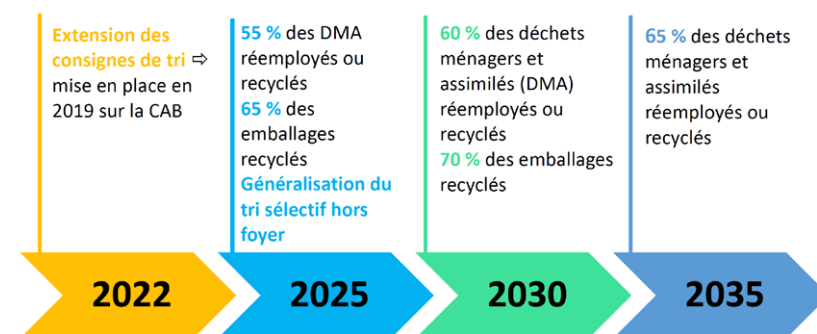 Extension des
consignes de tri ⇨
mise en place en
2019 sur la CAB
55 % des DMA
réemployés ou
recyclés
65 % des
emballages
recyclés
Généralisation du
tri sélectif hors
foyer
60 % des déchets
ménagers et
assimilés (DMA)
réemployés ou
recyclés
70 % des emballages
recyclés
65 % des déchets
ménagers et
assimilés
réemployés ou
recyclés
2022
2025
2030
2035